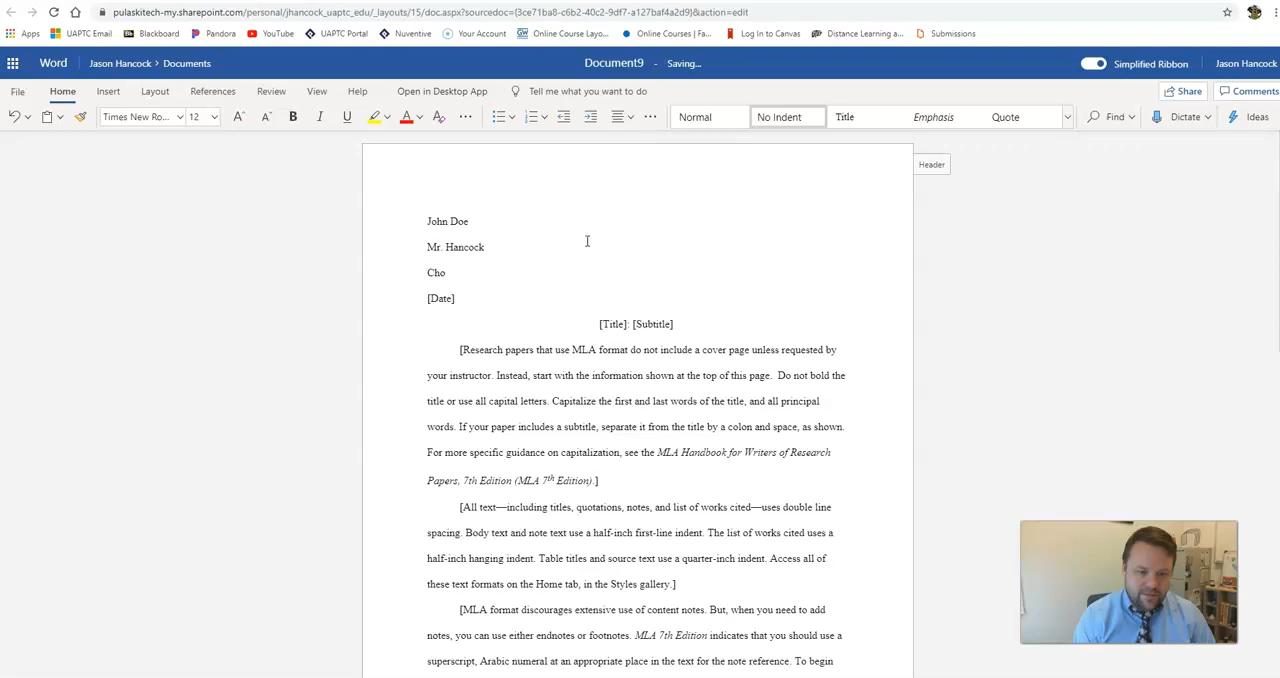 pulaskitech-my.sharepoint.com/personal/jhancock_uaptc_edu/_layouts/15/doc.aspx?sourcedoc={3ce71ba8-c6b2-40c2-9df7-a127baf4a2d9}&action=edit
Apps UAPTC Email Blackboard Pandora YouTube UAPTC Portal Nuventive Your Account Online Course Layo... Online Courses | Fa... Log In to Canvas Distance Learning a... Submissions
Word Jason Hancock > Documents Document9 - Saving... Simplified Ribbon Jason Hancock
File Home Insert Layout References Review View Help Open in Desktop App Tell me what you want to do Share Comments
Times New Ro... 12 A A B I U A A Normal No Indent Title Emphasis Quote Find Dictate Ideas
Header
John Doe
Mr. Hancock
Cho
[Date]
[Title]: [Subtitle]
[Research papers that use MLA format do not include a cover page unless requested by
your instructor. Instead, start with the information shown at the top of this page.  Do not bold the
title or use all capital letters. Capitalize the first and last words of the title, and all principal
words. If your paper includes a subtitle, separate it from the title by a colon and space, as shown.
For more specific guidance on capitalization, see the MLA Handbook for Writers of Research
Papers, 7th Edition (MLA 7th Edition).]
[All text—including titles, quotations, notes, and list of works cited—uses double line
spacing. Body text and note text use a half-inch first-line indent. The list of works cited uses a
half-inch hanging indent. Table titles and source text use a quarter-inch indent. Access all of
these text formats on the Home tab, in the Styles gallery.]
[MLA format discourages extensive use of content notes. But, when you need to add
notes, you can use either endnotes or footnotes. MLA 7th Edition indicates that you should use a
superscript, Arabic numeral at an appropriate place in the text for the note reference. To begin